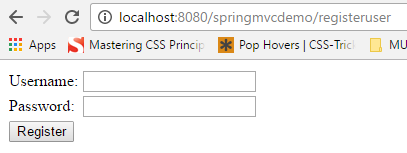 localhost:8080/springmvcdemo/registeruser
Apps Mastering CSS Princip Pop Hovers | CSS-Trick MU
Username:
Password:
Register